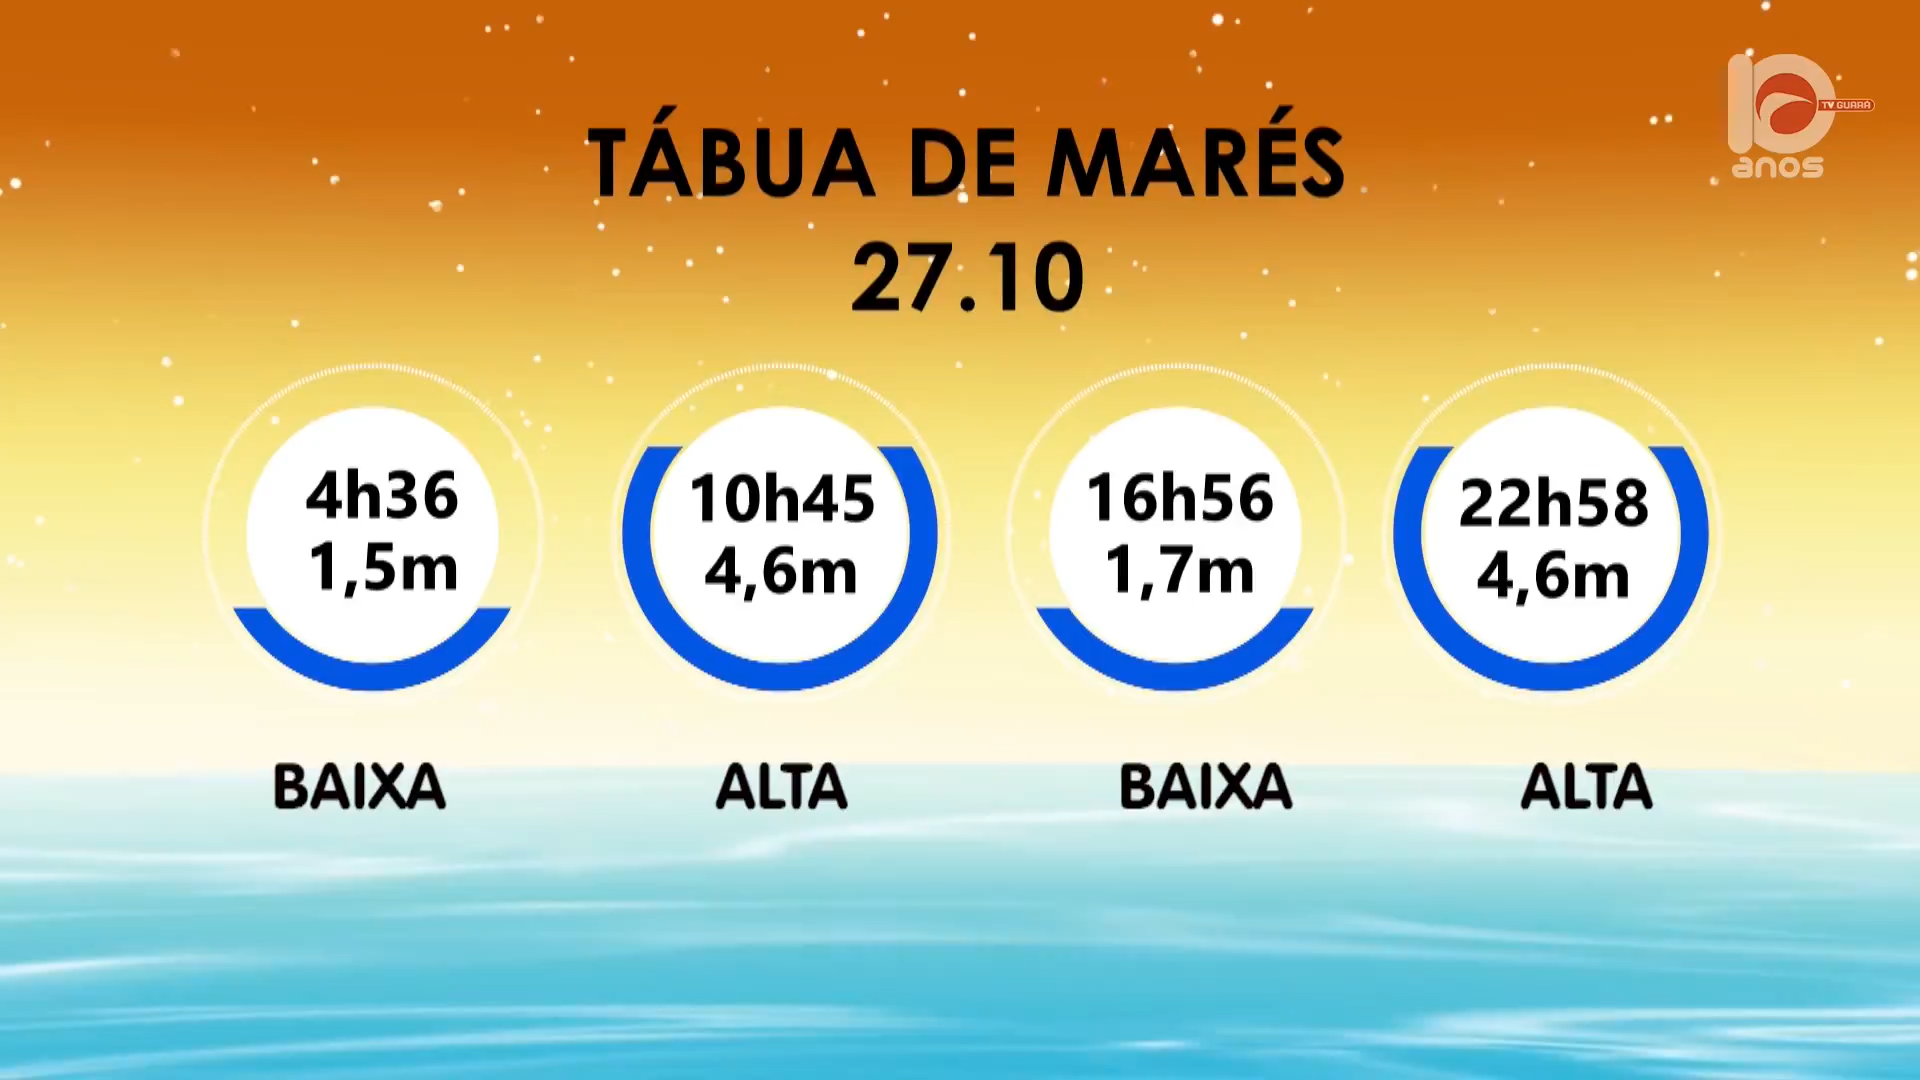 TÁBUA DE MARÉS
27.10
10
TV GUARÁ
anos
4h36
1,5m
10h45
4,6m
16h56
1,7m
22h58
4,6m
BAIXA
ALTA
BAIXA
ALTA